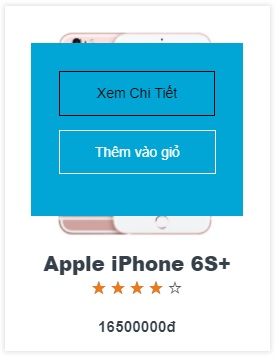 Xem Chi Tiết
Thêm vào giỏ
Apple iPhone 6S+
16500000đ